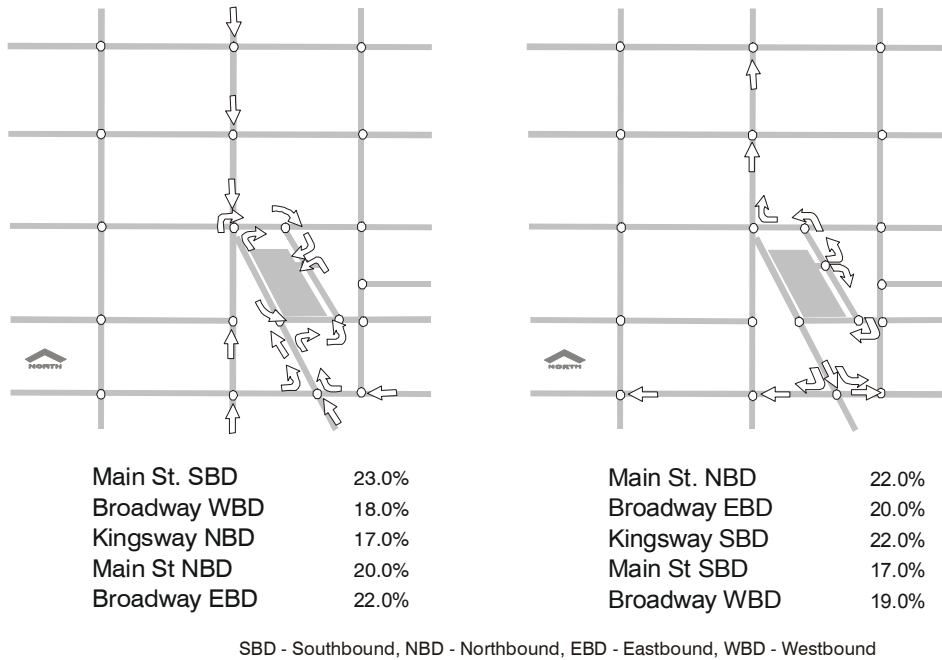 NORTH
NORTH
Main St. SBD 23.0%
Broadway WBD 18.0%
Kingsway NBD 17.0%
Main St NBD 20.0%
Broadway EBD 22.0%
Main St. NBD 22.0%
Broadway EBD 20.0%
Kingsway SBD 22.0%
Main St SBD 17.0%
Broadway WBD 19.0%
SBD - Southbound, NBD - Northbound, EBD - Eastbound, WBD - Westbound